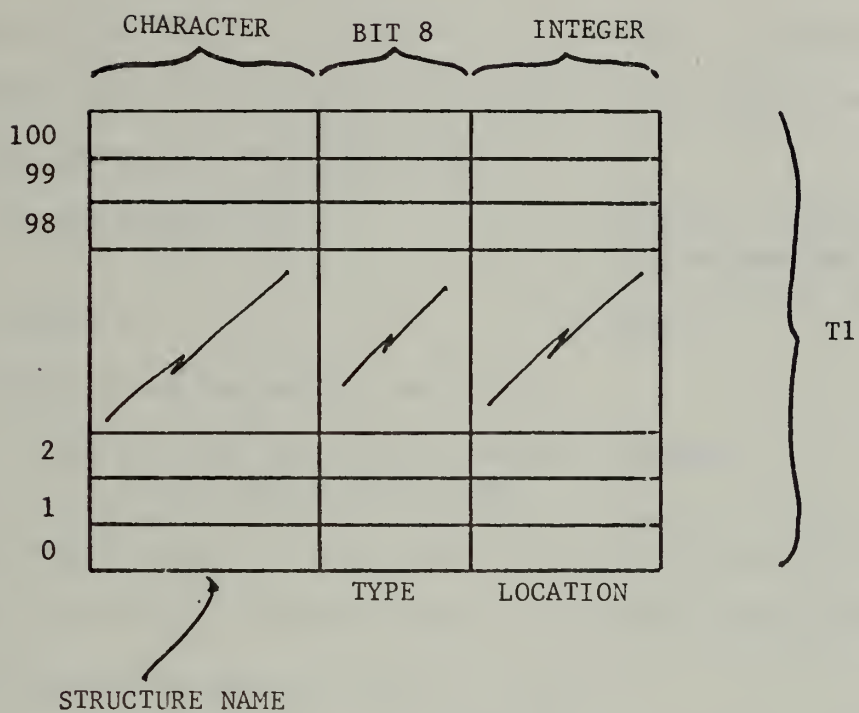 CHARACTER BIT 8 INTEGER
100
99
98
T1
2
1
0
TYPE LOCATION
STRUCTURE NAME